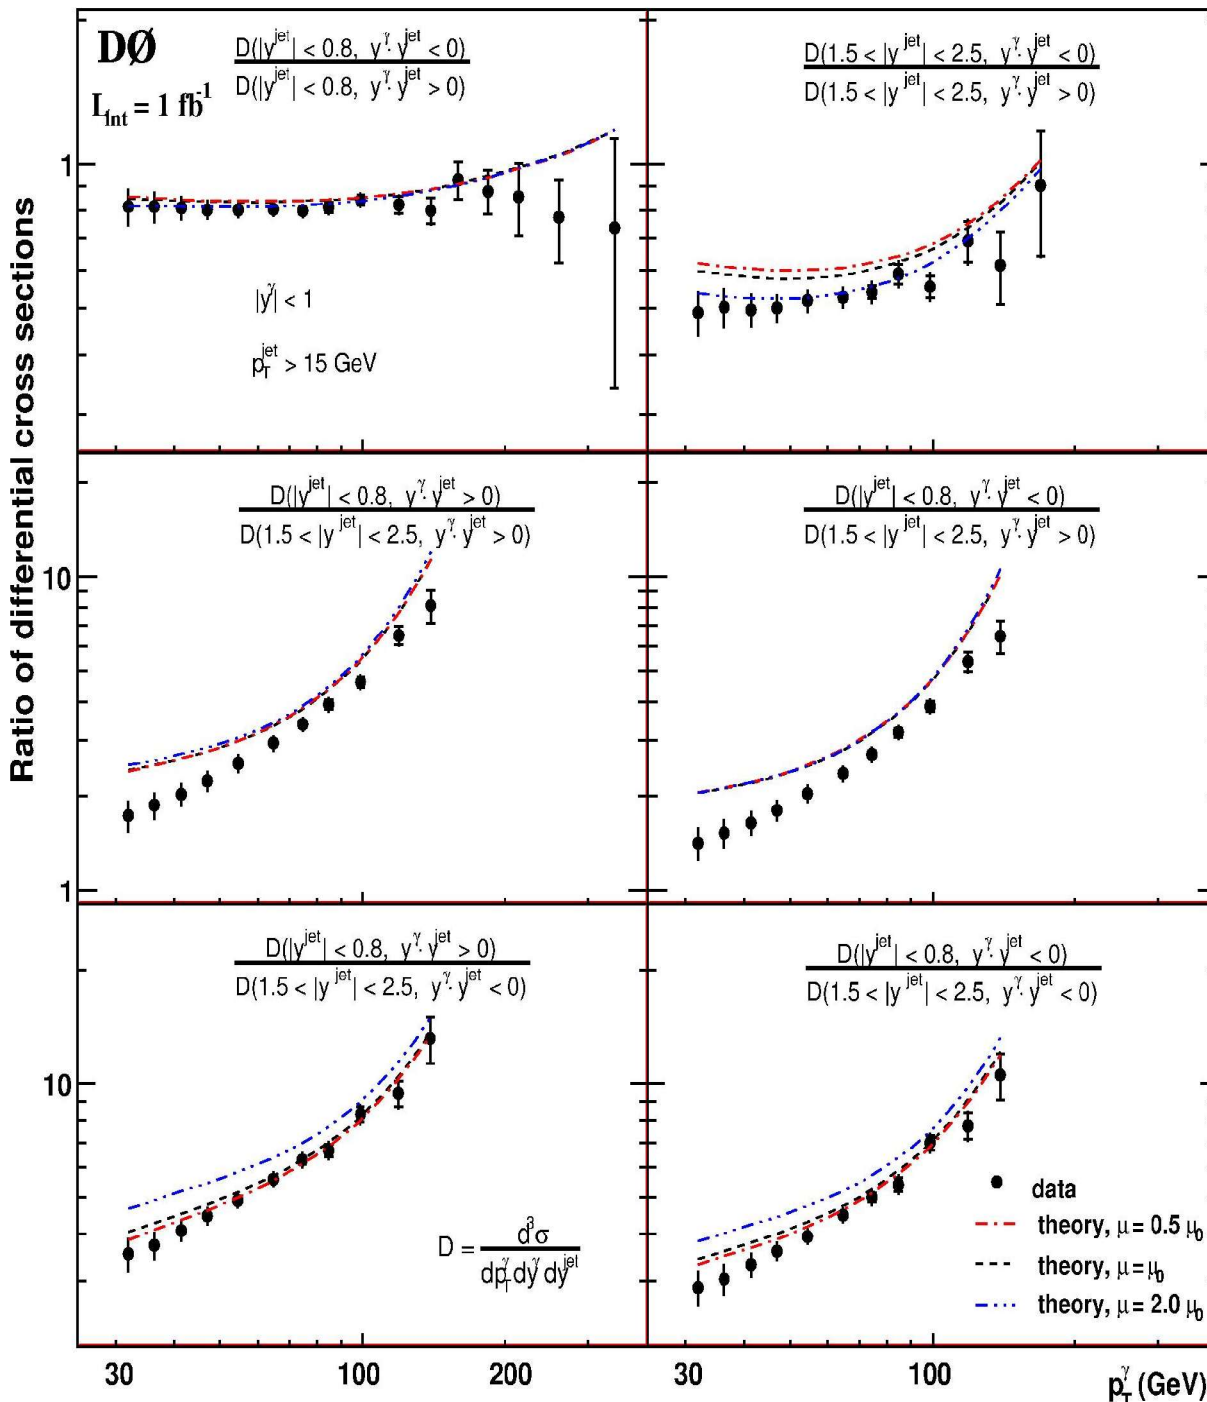 Ratio of differential cross sections
DØ
L_Int = 1 fb^-1
D(|y^jet| < 0.8, y^γ · y^jet < 0)
D(|y^jet| < 0.8, y^γ · y^jet > 0)
|y^γ| < 1
p_T^jet > 15 GeV
1
D(1.5 < |y^jet| < 2.5, y^γ · y^jet < 0)
D(1.5 < |y^jet| < 2.5, y^γ · y^jet > 0)
D(|y^jet| < 0.8, y^γ · y^jet > 0)
D(1.5 < |y^jet| < 2.5, y^γ · y^jet > 0)
10
1
D(|y^jet| < 0.8, y^γ · y^jet < 0)
D(1.5 < |y^jet| < 2.5, y^γ · y^jet > 0)
D(|y^jet| < 0.8, y^γ · y^jet > 0)
D(1.5 < |y^jet| < 2.5, y^γ · y^jet < 0)
10
D = d^3σ
dp_T^γ dy^γ dy^jet
D(|y^jet| < 0.8, y^γ · y^jet < 0)
D(1.5 < |y^jet| < 2.5, y^γ · y^jet < 0)
data
theory, μ = 0.5 μ_0
theory, μ = μ_0
theory, μ = 2.0 μ_0
30 100 200 30 100 p_T^γ (GeV)